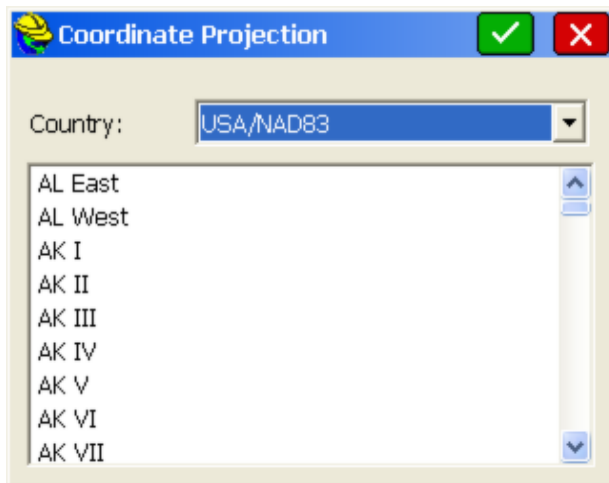 Coordinate Projection
Country: USA/NAD83
AL East
AL West
AK I
AK II
AK III
AK IV
AK V
AK VI
AK VII